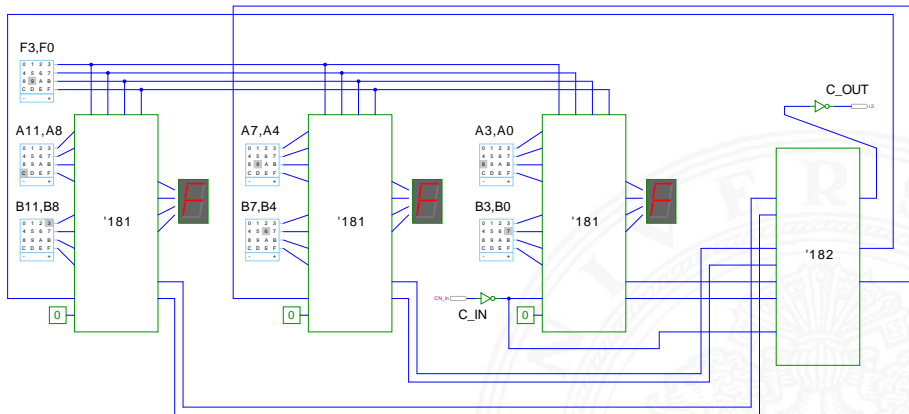 F3,F0
0 1 2 3
4 5 6 7
8 9 A B
C D E F
- +
C_OUT
i.2
A11,A8
0 1 2 3
4 5 6 7
8 9 A B
C D E F
- +
A7,A4
0 1 2 3
4 5 6 7
8 9 A B
C D E F
- +
A3,A0
0 1 2 3
4 5 6 7
8 9 A B
C D E F
- +
F
F
F
B11,B8
0 1 2 3
4 5 6 7
8 9 A B
C D E F
- +
B7,B4
0 1 2 3
4 5 6 7
8 9 A B
C D E F
- +
B3,B0
0 1 2 3
4 5 6 7
8 9 A B
C D E F
- +
'181
'181
'181
'182
CN_in
C_IN
0
0
0